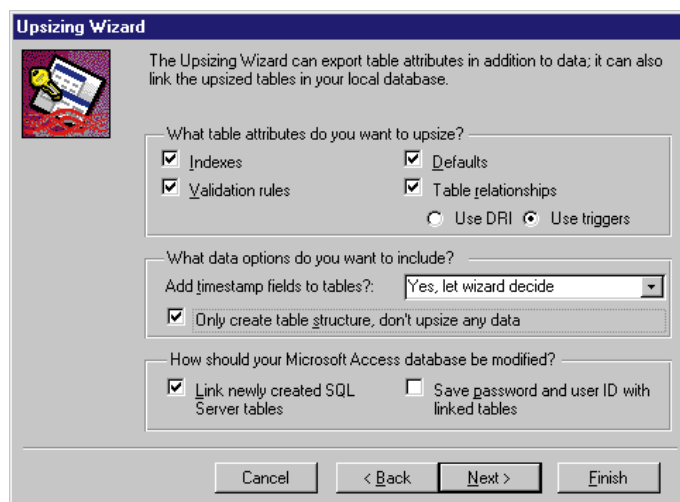 Upsizing Wizard
The Upsizing Wizard can export table attributes in addition to data; it can also
link the upsized tables in your local database.
What table attributes do you want to upsize?
Indexes
Defaults
Validation rules
Table relationships
Use DRI
Use triggers
What data options do you want to include?
Add timestamp fields to tables?:
Yes, let wizard decide
Only create table structure, don't upsize any data
How should your Microsoft Access database be modified?
Link newly created SQL
Server tables
Save password and user ID with
linked tables
Cancel
< Back
Next >
Finish